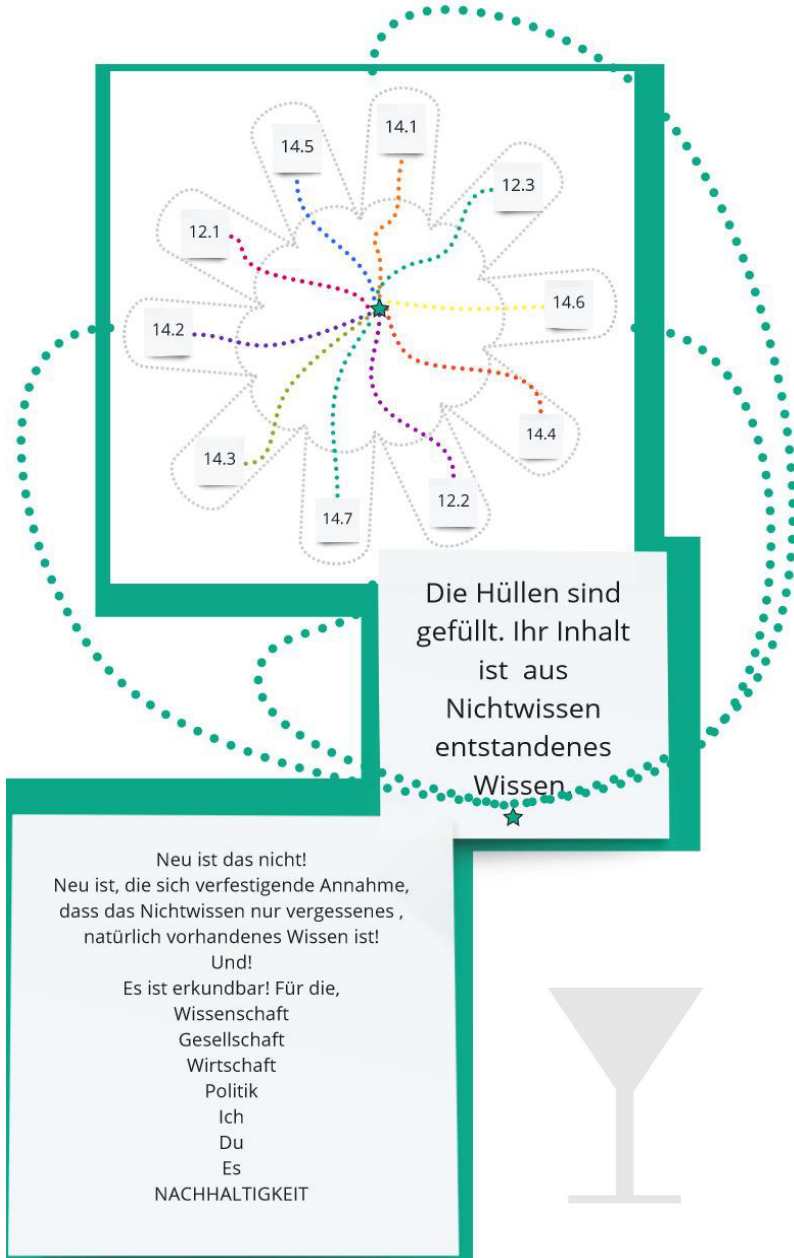 14.1
14.5
12.3
12.1
14.6
14.2
14.4
14.3
12.2
14.7
Die Hüllen sind
gefüllt. Ihr Inhalt
ist aus
Nichtwissen
entstandenes
Wissen.
Neu ist das nicht!
Neu ist, die sich verfestigende Annahme,
dass das Nichtwissen nur vergessenes ,
natürlich vorhandenes Wissen ist!
Und!
Es ist erkundbar! Für die,
Wissenschaft
Gesellschaft
Wirtschaft
Politik
Ich
Du
Es
NACHHALTIGKEIT